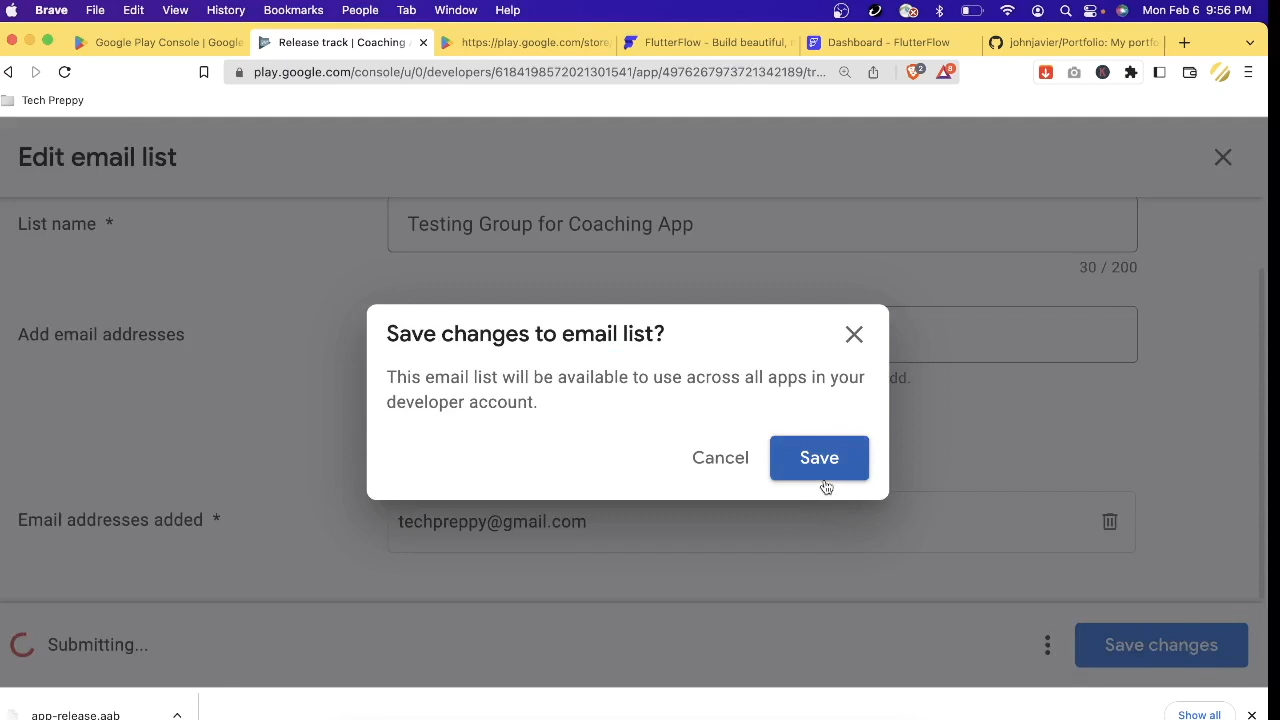 Brave File Edit View History Bookmarks People Tab Window Help Mon Feb 6 9:56 PM
Google Play Console | Google
Release track | Coaching
https://play.google.com/store
FlutterFlow - Build beautiful,
Dashboard - FlutterFlow
johnjavier/Portfolio: My portfo
play.google.com/console/u/0/developers/6184198572021301541/app/4976267973721342189/tr... 2 8
Tech Preppy
Edit email list
List name *
Testing Group for Coaching App
30 / 200
Add email addresses
dd.
Save changes to email list?
This email list will be available to use across all apps in your
developer account.
Cancel Save
Email addresses added *
techpreppy@gmail.com
Submitting...
Save changes
app-release.aab
Show all